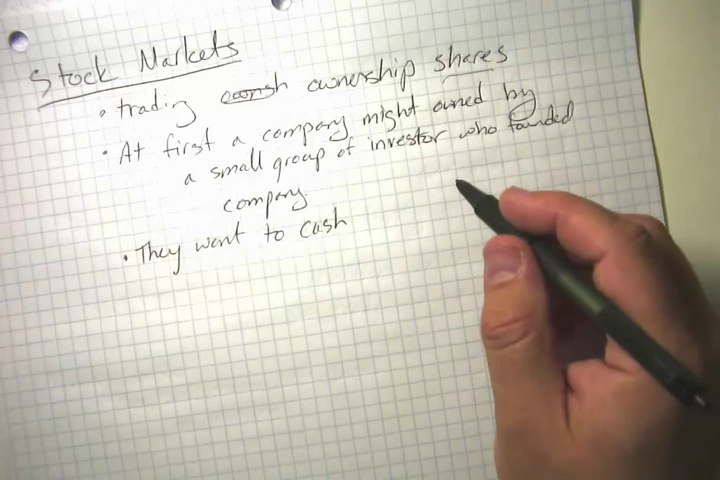 Stock Markets
• trading ownership shares
• At first a company might owned by
a small group of investor who founded
company.
• They want to cash